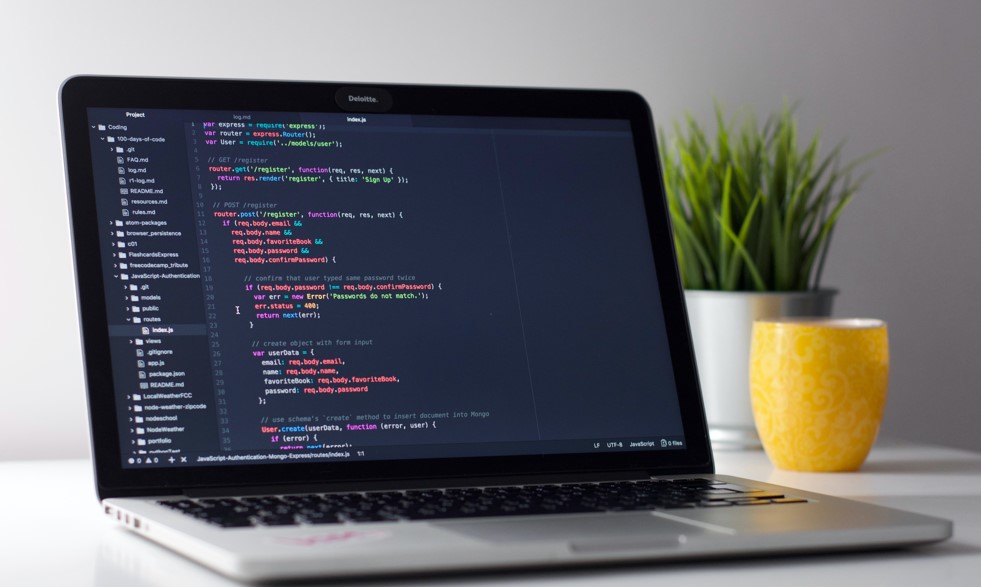 Deloitte.
Project
Coding
100-days-of-code
.git
FAQ.md
log.md
r1-log.md
README.md
resources.md
rules.md
atom-packages
browser_persistence
c01
FlashcardsExpress
freecodecamp_tribute
JavaScript-Authentication
.git
models
public
routes
index.js
views
.gitignore
app.js
package.json
README.md
LocalWeatherFCC
node-weather-zipcode
nodeschool
NodeWeather
portfolio
pythonTest
log.md
index.js
1 var express = require('express');
2 var router = express.Router();
3 var User = require('../models/user');
4
5 // GET /register
6 router.get('/register', function(req, res, next) {
7 return res.render('register', { title: 'Sign Up' });
8 });
9
10 // POST /register
11 router.post('/register', function(req, res, next) {
12 if (req.body.email &&
13 req.body.name &&
14 req.body.favoriteBook &&
15 req.body.password &&
16 req.body.confirmPassword) {
17
18 // confirm that user typed same password twice
19 if (req.body.password !== req.body.confirmPassword) {
20 var err = new Error('Passwords do not match.');
21 err.status = 400;
22 return next(err);
23 }
24
25 // create object with form input
26 var userData = {
27 email: req.body.email,
28 name: req.body.name,
29 favoriteBook: req.body.favoriteBook,
30 password: req.body.password
31 };
32
33 // use schema's `create` method to insert document into Mongo
34 User.create(userData, function (error, user) {
35 if (error) {
36 return next(error);
0 0 + × JavaScript-Authentication-Mongo-Express/routes/index.js 1:1 LF UTF-8 JavaScript 0 files